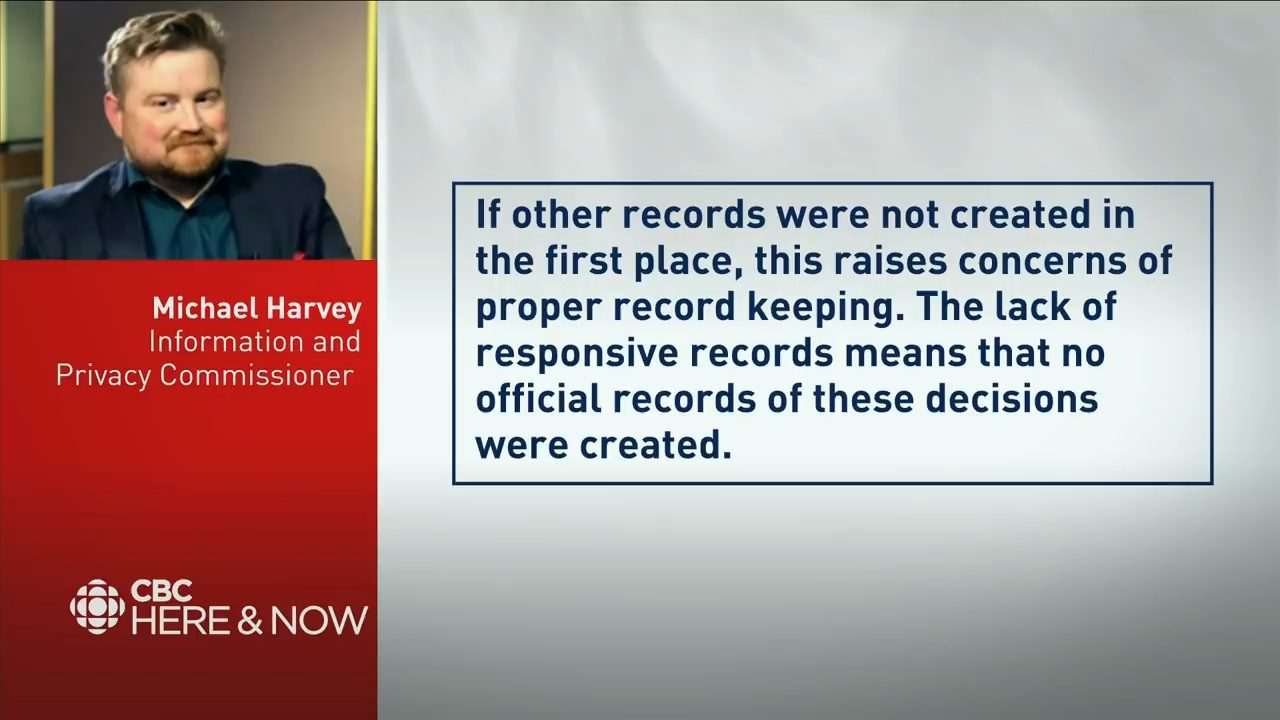 Michael Harvey
Information and
Privacy Commissioner
CBC
HERE & NOW
If other records were not created in
the first place, this raises concerns of
proper record keeping. The lack of
responsive records means that no
official records of these decisions
were created.